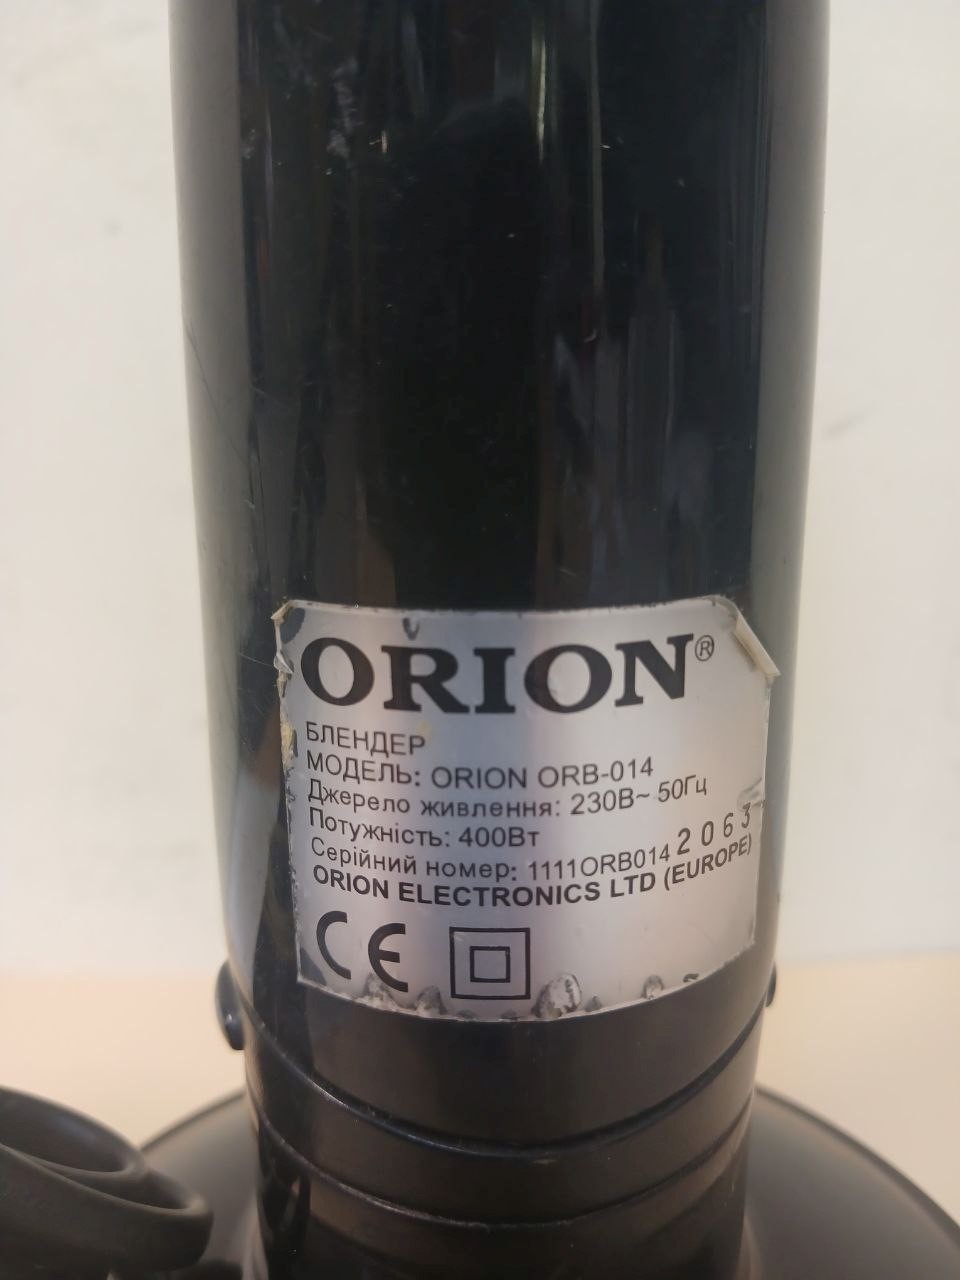 ORION®
БЛЕНДЕР
МОДЕЛЬ: ORION ORB-014
Джерело живлення: 230В~ 50Гц
Потужність: 400Вт
Серійний номер: 1111ORB014 2063
ORION ELECTRONICS LTD (EUROPE)
CE